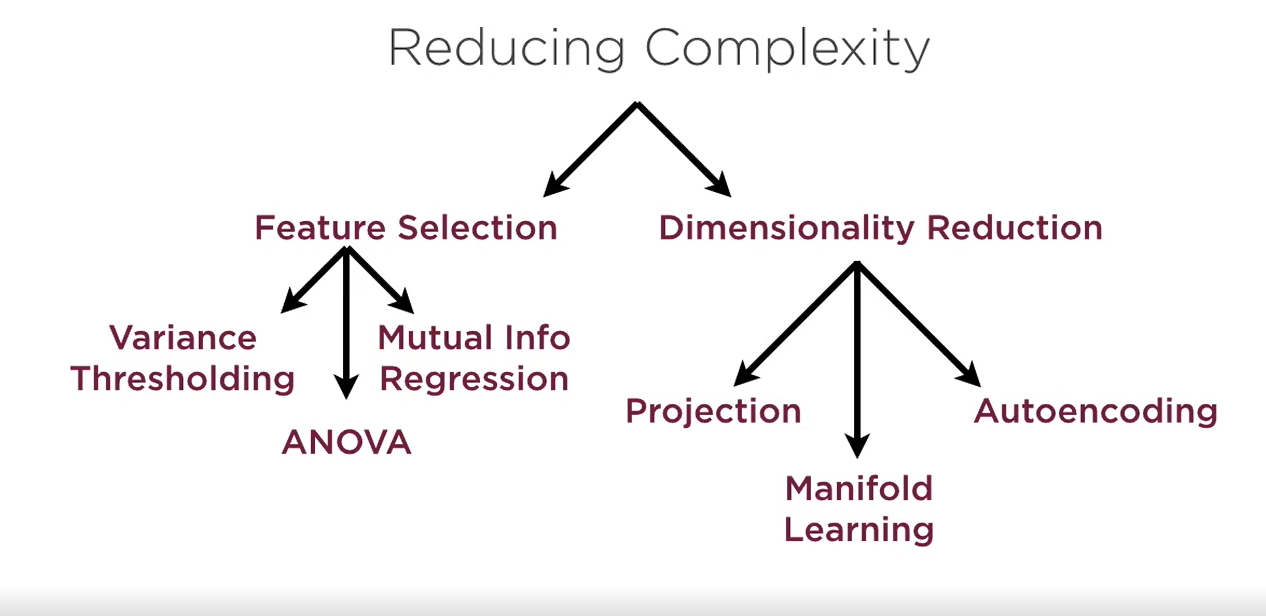 Reducing Complexity
Feature Selection
Dimensionality Reduction
Variance
Thresholding
Mutual Info
Regression
ANOVA
Projection
Autoencoding
Manifold
Learning